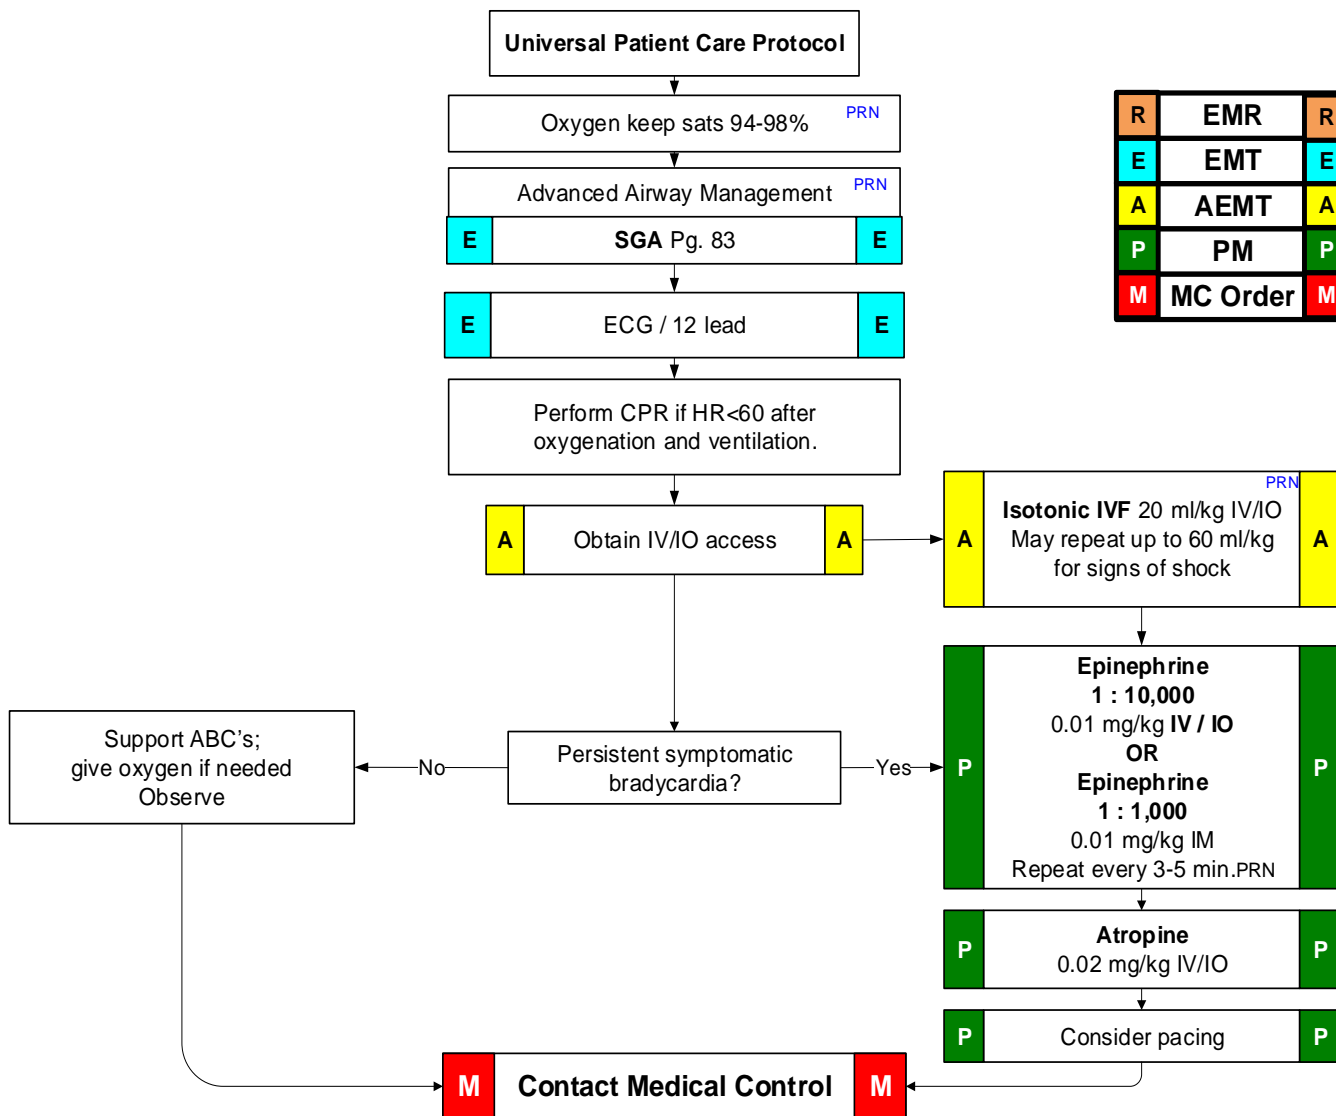 Universal Patient Care Protocol
Oxygen keep sats 94-98% PRN
Advanced Airway Management PRN
E SGA Pg. 83 E
E ECG / 12 lead E
Perform CPR if HR<60 after
oxygenation and ventilation.
A Obtain IV/IO access A
R EMR R
E EMT E
A AEMT A
P PM P
M MC Order M
PRN
Isotonic IVF 20 ml/kg IV/IO
A May repeat up to 60 ml/kg A
for signs of shock
Persistent symptomatic
bradycardia?
No
Yes
Support ABC's;
give oxygen if needed
Observe
Epinephrine
1 : 10,000
0.01 mg/kg IV / IO
OR
P Epinephrine P
1 : 1,000
0.01 mg/kg IM
Repeat every 3-5 min.PRN
Atropine
P 0.02 mg/kg IV/IO P
P Consider pacing P
M Contact Medical Control M